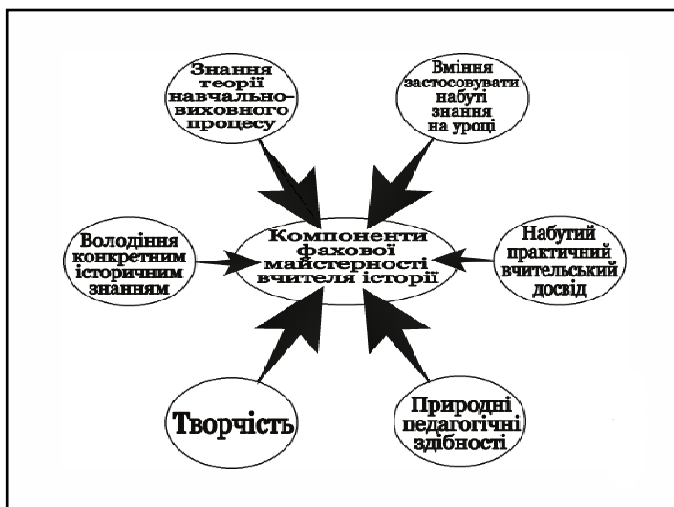 Знання
теорії
навчально-
виховного
процесу
Вміння
застосовувати
набуті
знання
на уроці
Володіння
конкретним
історичним
знанням
Компоненти
фахової
майстерності
вчителя історії
Набутий
практичний
вчительський
досвід
Творчість
Природні
педагогічні
здібності